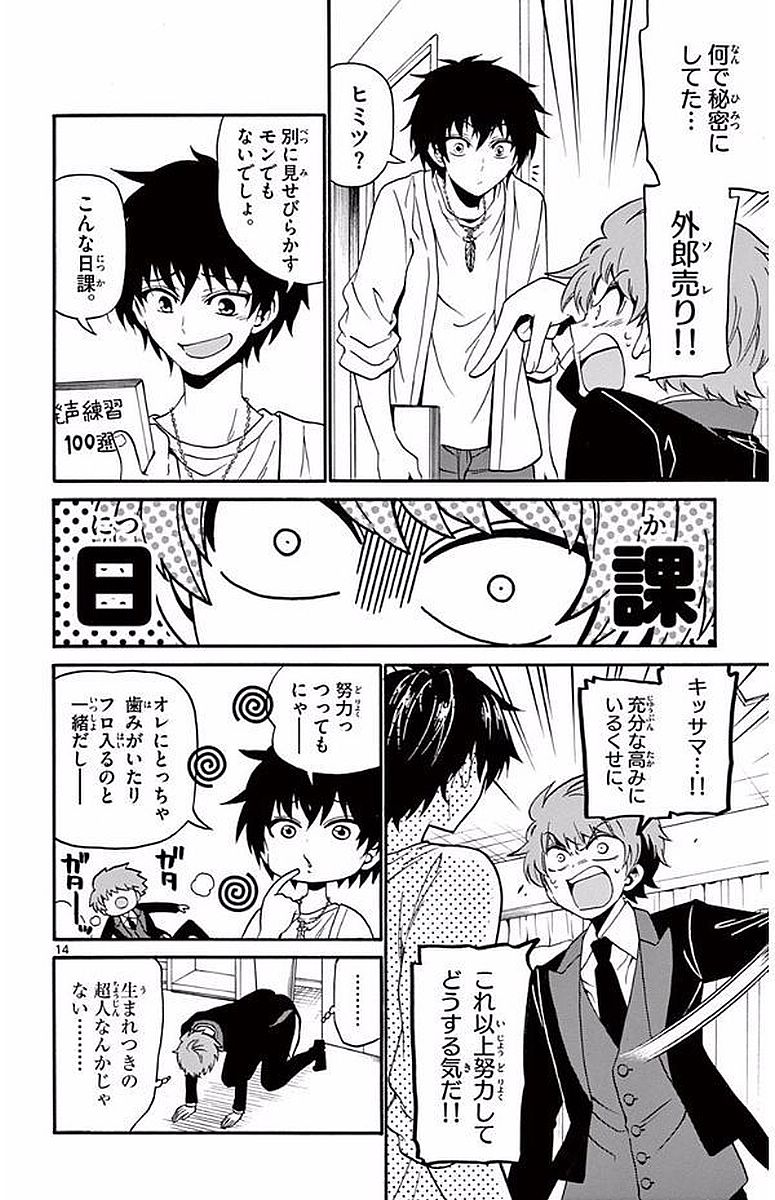 何で秘密に
してた…
外郎売り!!
ヒミツ?
別に見せびらかす
モンでも
ないでしょ。
こんな日課。
発声練習
100選
日課
キッサマ…!!
充分な高みに
いるくせに、
これ以上努力して
どうする気だ!!
努力っ
つっても
にゃ――
オレにとっちゃ
歯みがいたり
フロ入るのと
一緒だし――
ガタ
ガターッ
14
……
生まれつきの
超人なんかじゃ
ない………